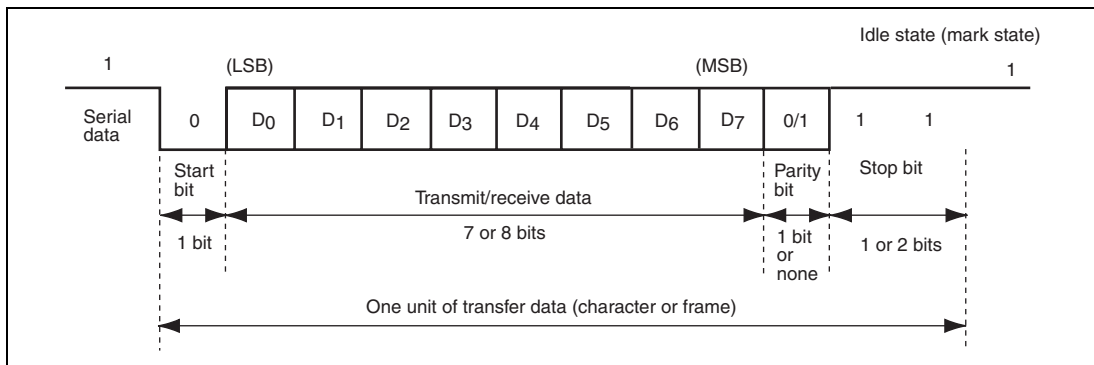 Idle state (mark state)
1 (LSB) (MSB) 1
Serial data
0 D0 D1 D2 D3 D4 D5 D6 D7 0/1 1 1
Start bit
Transmit/receive data
Parity bit
Stop bit
1 bit
7 or 8 bits
1 bit or none
1 or 2 bits
One unit of transfer data (character or frame)